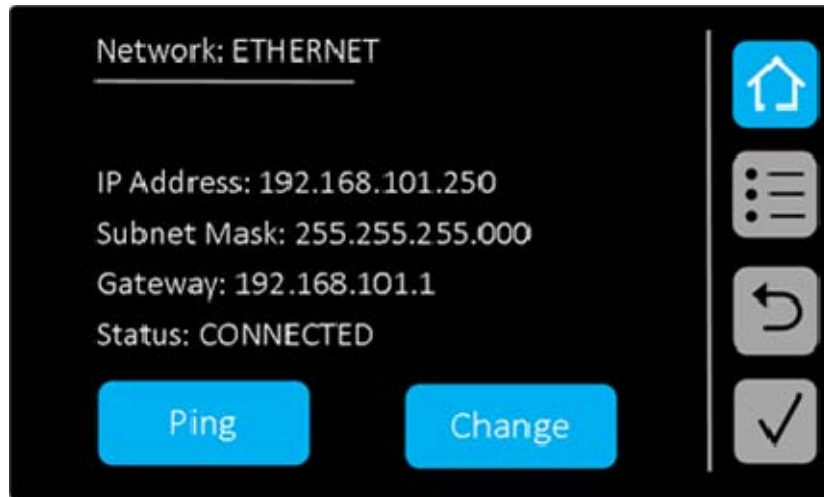 Network: ETHERNET
IP Address: 192.168.101.250
Subnet Mask: 255.255.255.000
Gateway: 192.168.101.1
Status: CONNECTED
Ping
Change